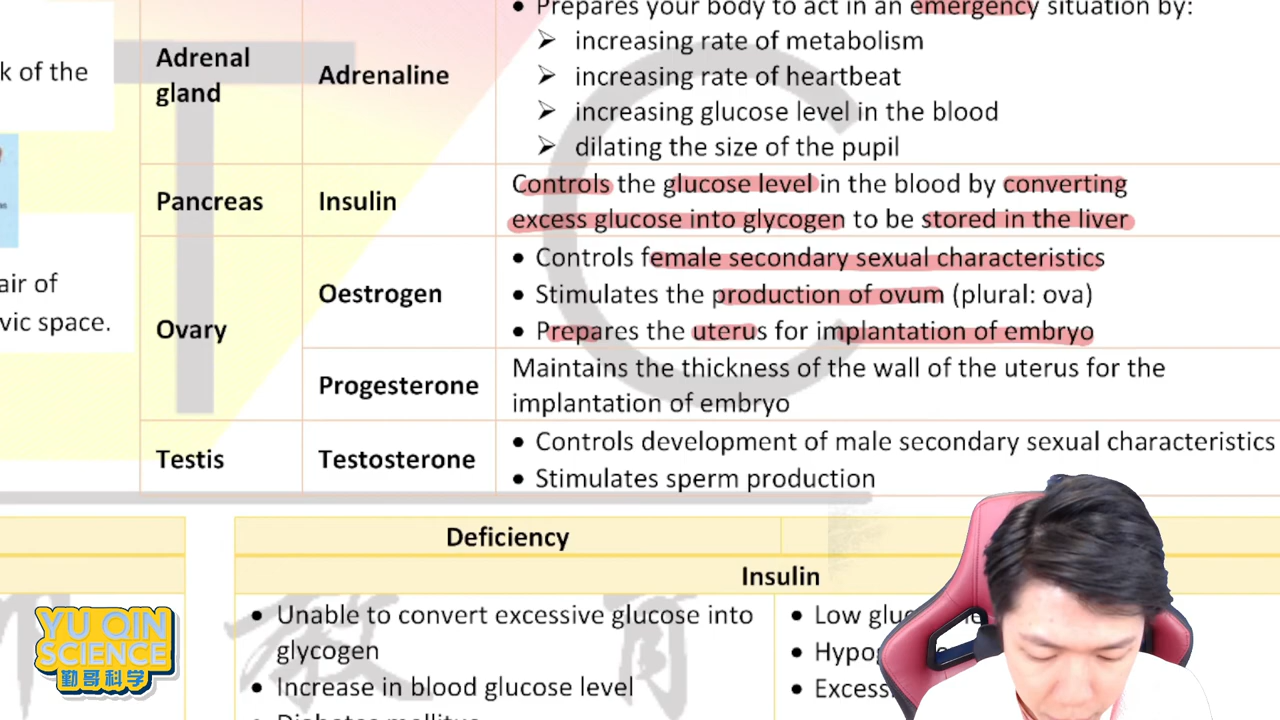 Prepares your body to act in an emergency situation by:
k of the
Adrenal
gland
Adrenaline
➢ increasing rate of metabolism
➢ increasing rate of heartbeat
➢ increasing glucose level in the blood
➢ dilating the size of the pupil
Pancreas
Insulin
Controls the glucose level in the blood by converting
excess glucose into glycogen to be stored in the liver
air of
vic space.
Ovary
Oestrogen
• Controls female secondary sexual characteristics
• Stimulates the production of ovum (plural: ova)
• Prepares the uterus for implantation of embryo
Progesterone
Maintains the thickness of the wall of the uterus for the
implantation of embryo
Testis
Testosterone
• Controls development of male secondary sexual characteristics
• Stimulates sperm production
Deficiency
Insulin
• Unable to convert excessive glucose into
glycogen
• Increase in blood glucose level
• Diabetes mellitus
• Low glu
• Hypog
• Excess
YU QIN
SCIENCE
勤哥科学
教育